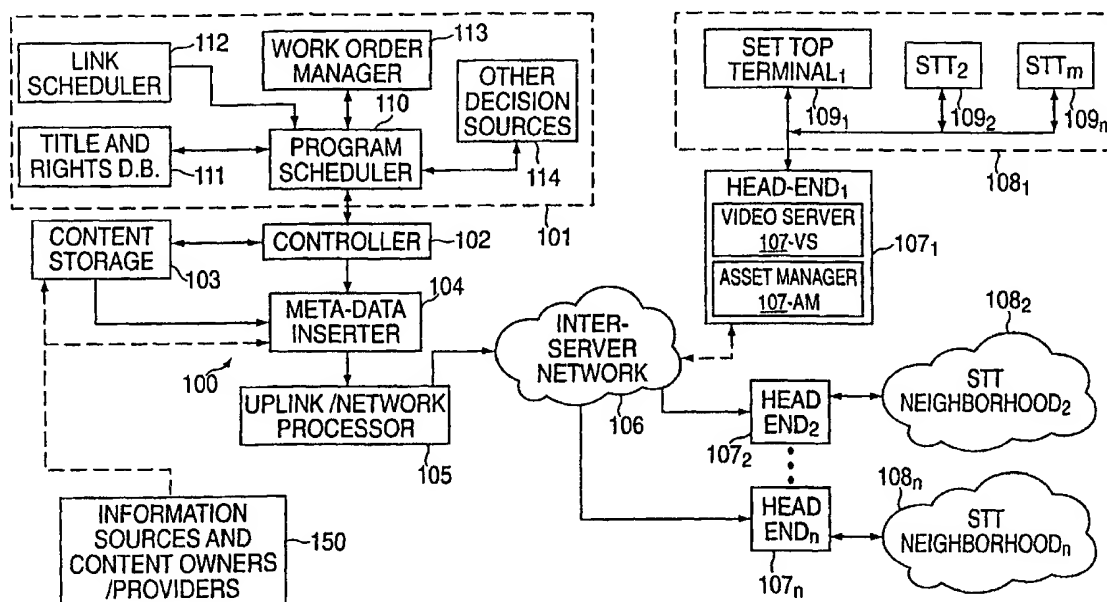 112
LINK
SCHEDULER
WORK ORDER
MANAGER
113
110
OTHER
DECISION
SOURCES
114
TITLE AND
RIGHTS D.B.
111
PROGRAM
SCHEDULER
101
CONTENT
STORAGE
103
CONTROLLER
102
META-DATA
INSERTER
104
100
UPLINK /NETWORK
PROCESSOR
105
INFORMATION
SOURCES AND
CONTENT OWNERS
/PROVIDERS
150
INTER-
SERVER
NETWORK
106
SET TOP
TERMINAL₁
109₁
STT₂
109₂
STTₘ
109ₙ
108₁
HEAD-END₁
VIDEO SERVER
107-VS
ASSET MANAGER
107-AM
107₁
HEAD
END₂
107₂
108₂
STT
NEIGHBORHOOD₂
HEAD
ENDₙ
107ₙ
108ₙ
STT
NEIGHBORHOODₙ